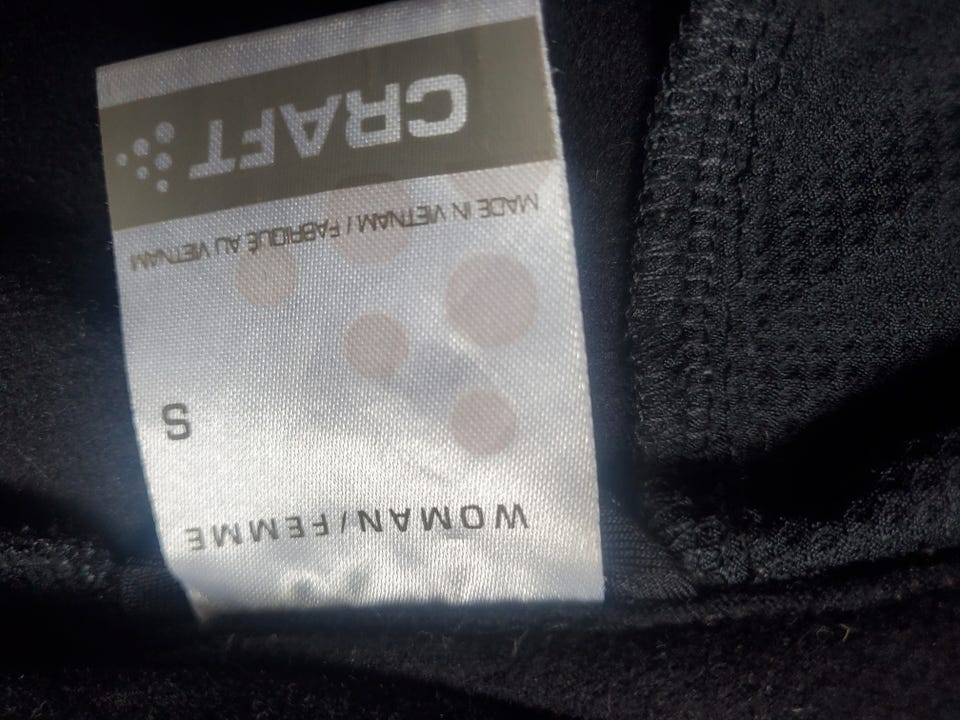 WOMAN/FEMME
S
MADE IN VIETNAM / FABRIQUÉ AU VIETNAM
CRAFT